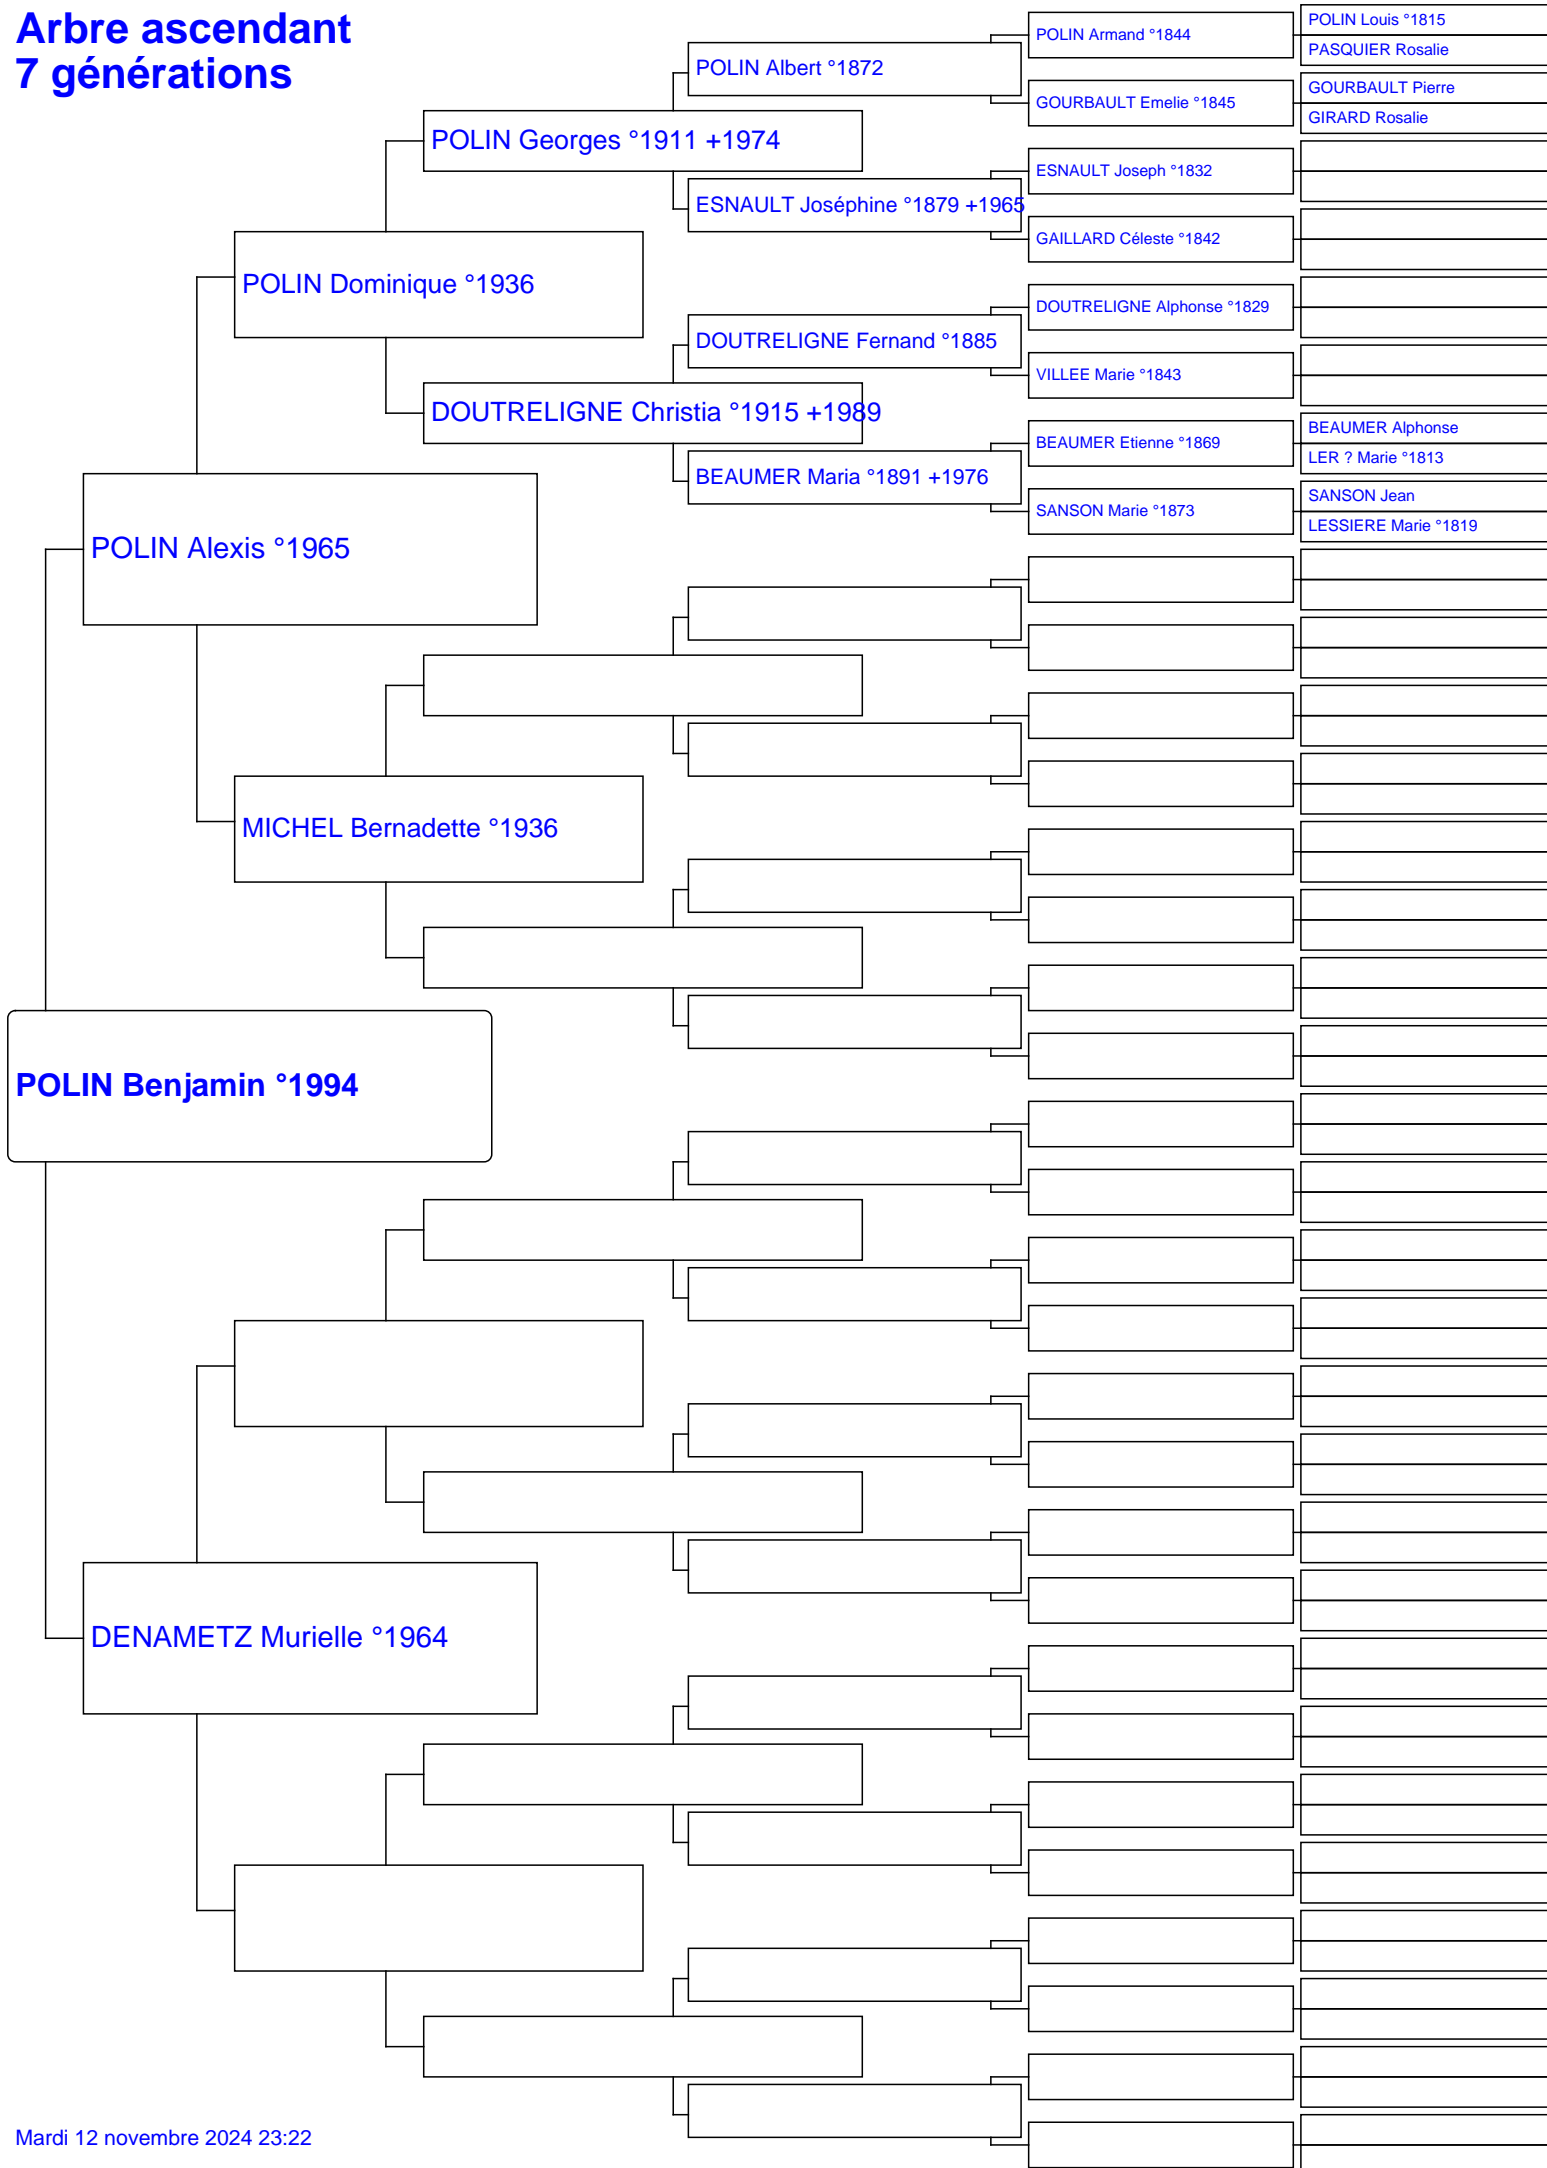 Arbre ascendant
7 générations
POLIN Benjamin °1994
POLIN Alexis °1965
DENAMETZ Murielle °1964
POLIN Dominique °1936
MICHEL Bernadette °1936
POLIN Georges °1911 +1974
DOUTRELIGNE Christia °1915 +1989
POLIN Albert °1872
ESNAULT Joséphine °1879 +1965
DOUTRELIGNE Fernand °1885
BEAUMER Maria °1891 +1976
POLIN Armand °1844
GOURBAULT Emelie °1845
ESNAULT Joseph °1832
GAILLARD Céleste °1842
DOUTRELIGNE Alphonse °1829
VILLEE Marie °1843
BEAUMER Etienne °1869
SANSON Marie °1873
POLIN Louis °1815
PASQUIER Rosalie
GOURBAULT Pierre
GIRARD Rosalie
BEAUMER Alphonse
LER ? Marie °1813
SANSON Jean
LESSIERE Marie °1819
Mardi 12 novembre 2024 23:22